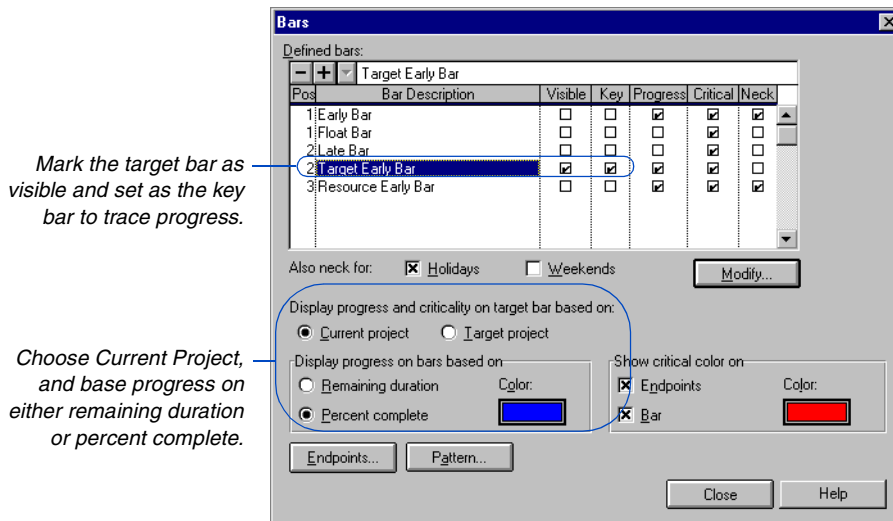 Bars
Defined bars:
Target Early Bar
Pos Bar Description Visible Key Progress Critical Neck
1 Early Bar
1 Float Bar
2 Late Bar
2 Target Early Bar
3 Resource Early Bar
Mark the target bar as
visible and set as the key
bar to trace progress.
Also neck for: Holidays Weekends Modify...
Display progress and criticality on target bar based on:
Current project Target project
Choose Current Project,
and base progress on
either remaining duration
or percent complete.
Display progress on bars based on
Remaining duration Color:
Percent complete
Show critical color on
Endpoints Color:
Bar
Endpoints... Pattern...
Close Help